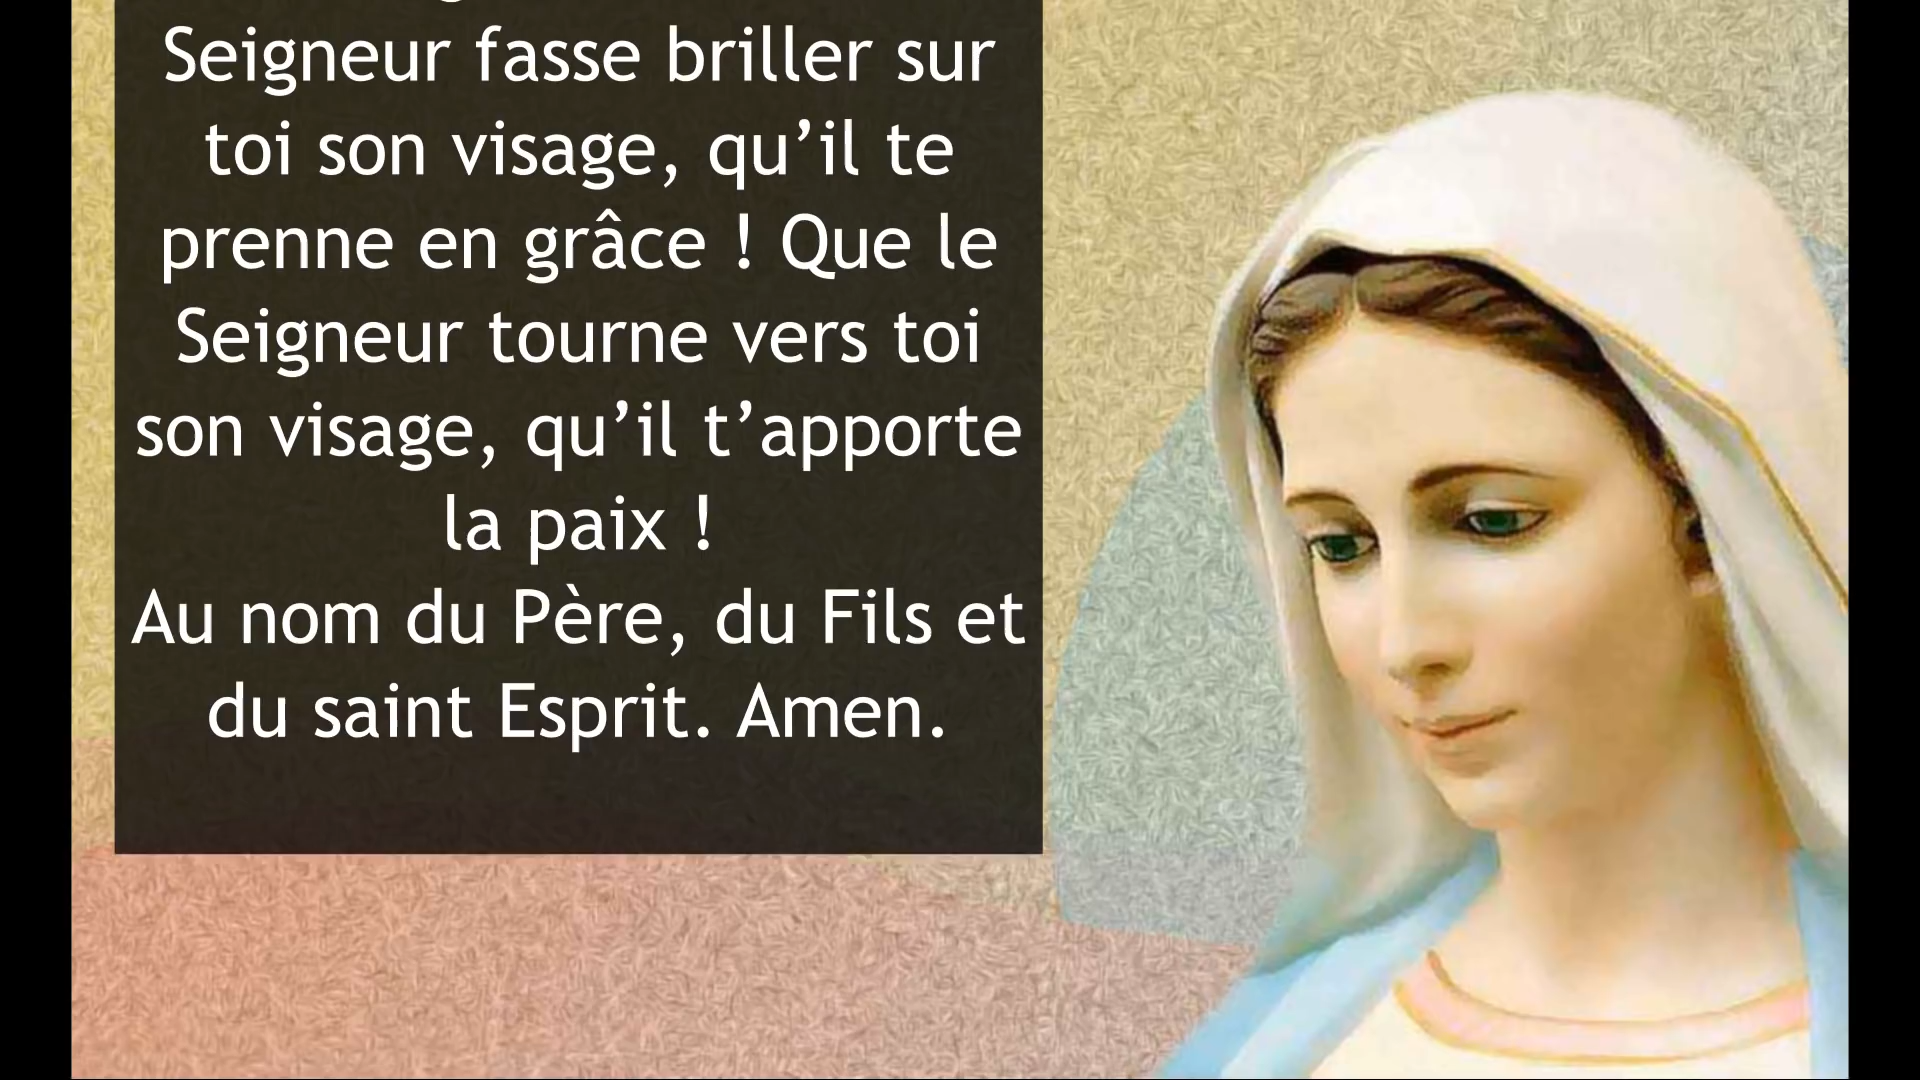 Seigneur fasse briller sur
toi son visage, qu’il te
prenne en grâce ! Que le
Seigneur tourne vers toi
son visage, qu’il t’apporte
la paix !
Au nom du Père, du Fils et
du saint Esprit. Amen.